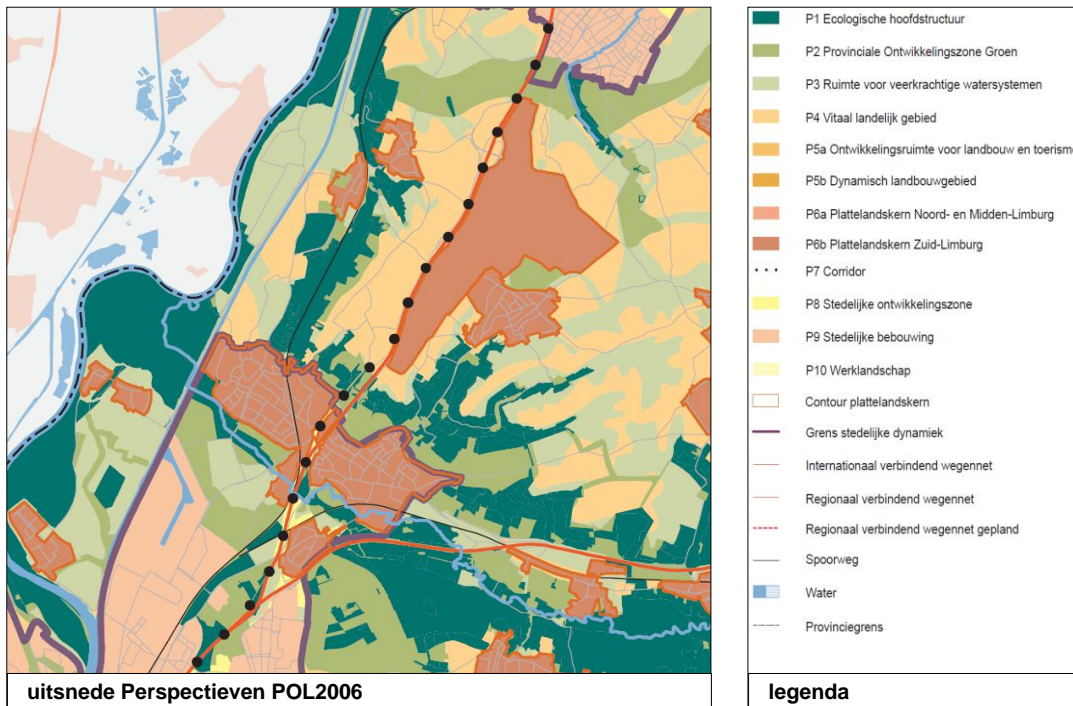 P1 Ecologische hoofdstructuur
P2 Provinciale Ontwikkelingszone Groen
P3 Ruimte voor veerkrachtige watersystemen
P4 Vitaal landelijk gebied
P5a Ontwikkelingsruimte voor landbouw en toerisme
P5b Dynamisch landbouwgebied
P6a Plattelandskern Noord- en Midden-Limburg
P6b Plattelandskern Zuid-Limburg
P7 Corridor
P8 Stedelijke ontwikkelingszone
P9 Stedelijke bebouwing
P10 Werklandschap
Contour plattelandskern
Grens stedelijke dynamiek
Internationaal verbindend wegennet
Regionaal verbindend wegennet
Regionaal verbindend wegennet gepland
Spoorweg
Water
Provinciegrens
uitsnede Perspectieven POL2006
legenda